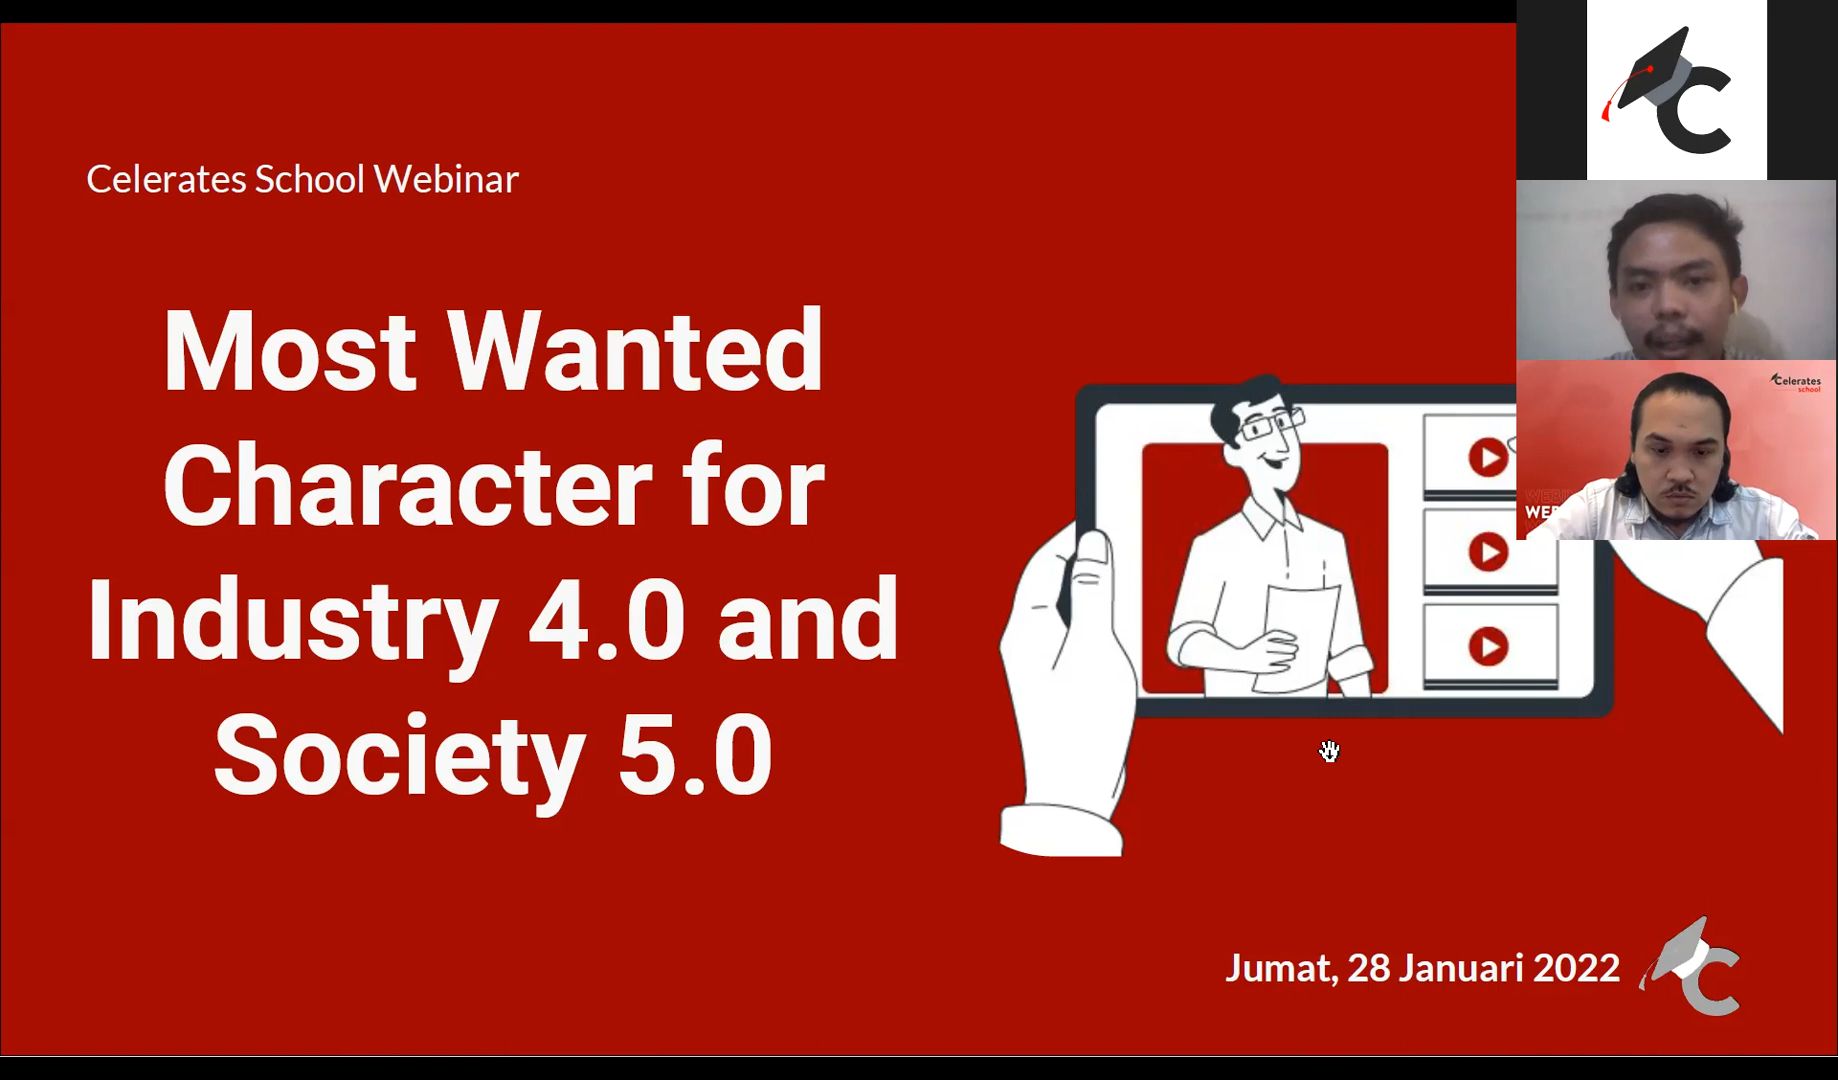 Celerates School Webinar
Most Wanted
Character for
Industry 4.0 and
Society 5.0
Jumat, 28 Januari 2022
Celerates
school